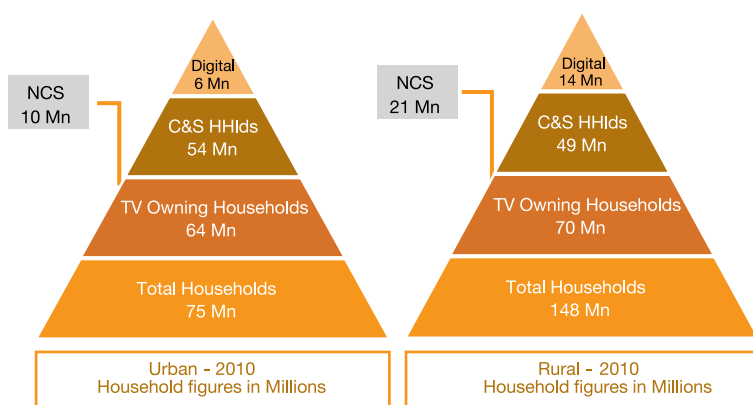 Digital
6 Mn
NCS
10 Mn
C&S HHlds
54 Mn
TV Owning Households
64 Mn
Total Households
75 Mn
Urban - 2010
Household figures in Millions
Digital
14 Mn
NCS
21 Mn
C&S HHlds
49 Mn
TV Owning Households
70 Mn
Total Households
148 Mn
Rural - 2010
Household figures in Millions